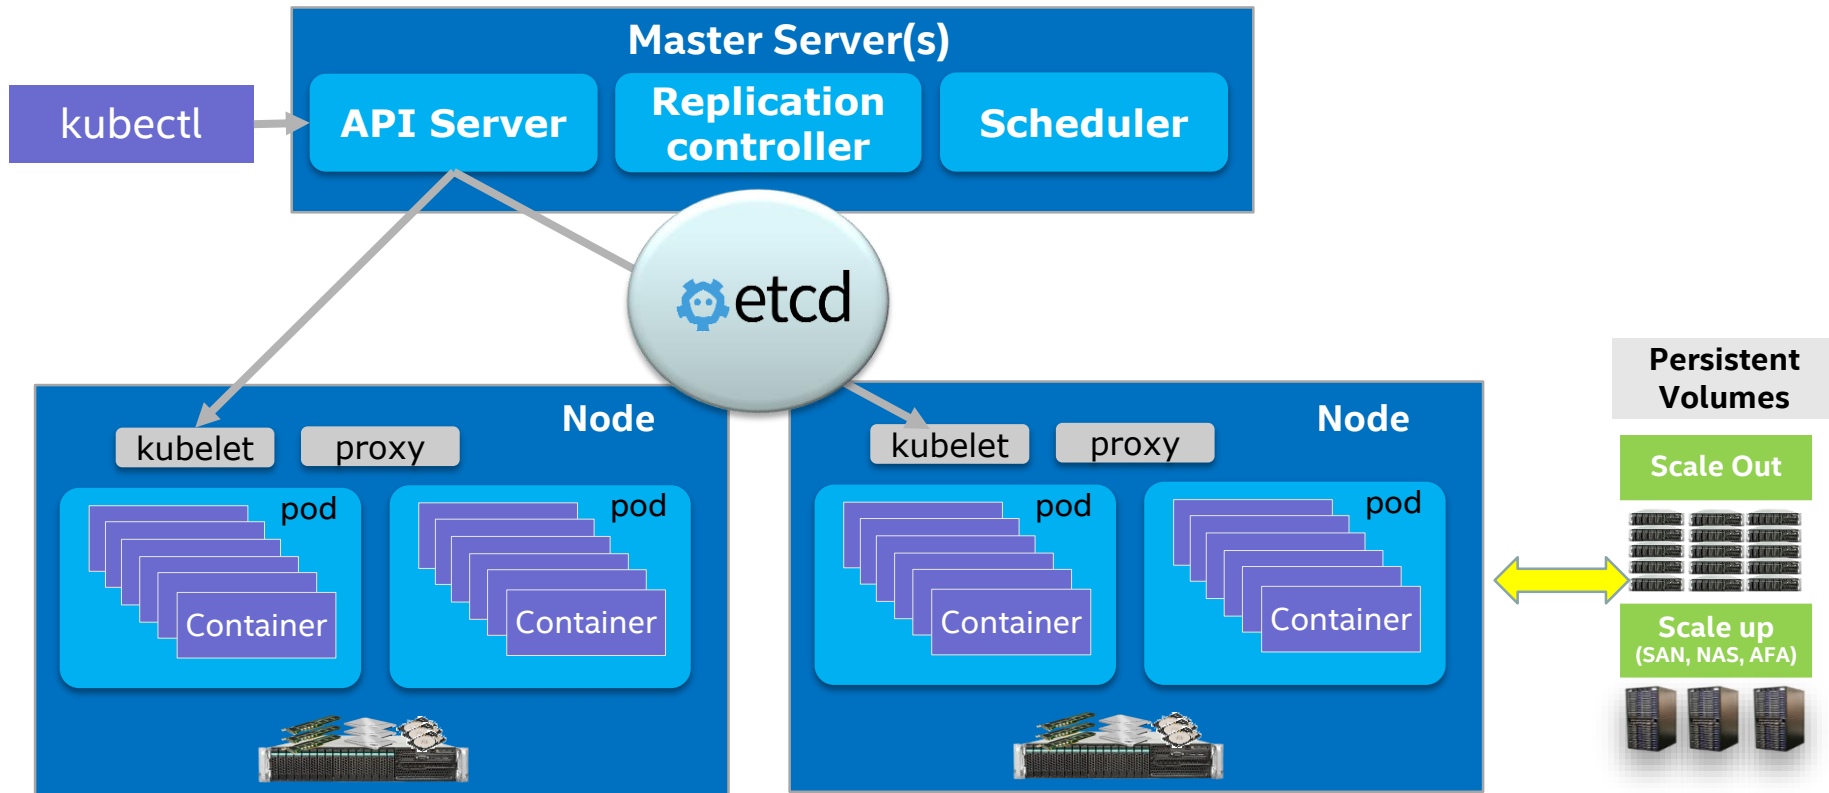 Master Server(s)
kubectl
API Server
Replication
controller
Scheduler
etcd
Node
kubelet
proxy
pod
Container
pod
Container
Node
kubelet
proxy
pod
Container
pod
Container
Persistent
Volumes
Scale Out
Scale up
(SAN, NAS, AFA)